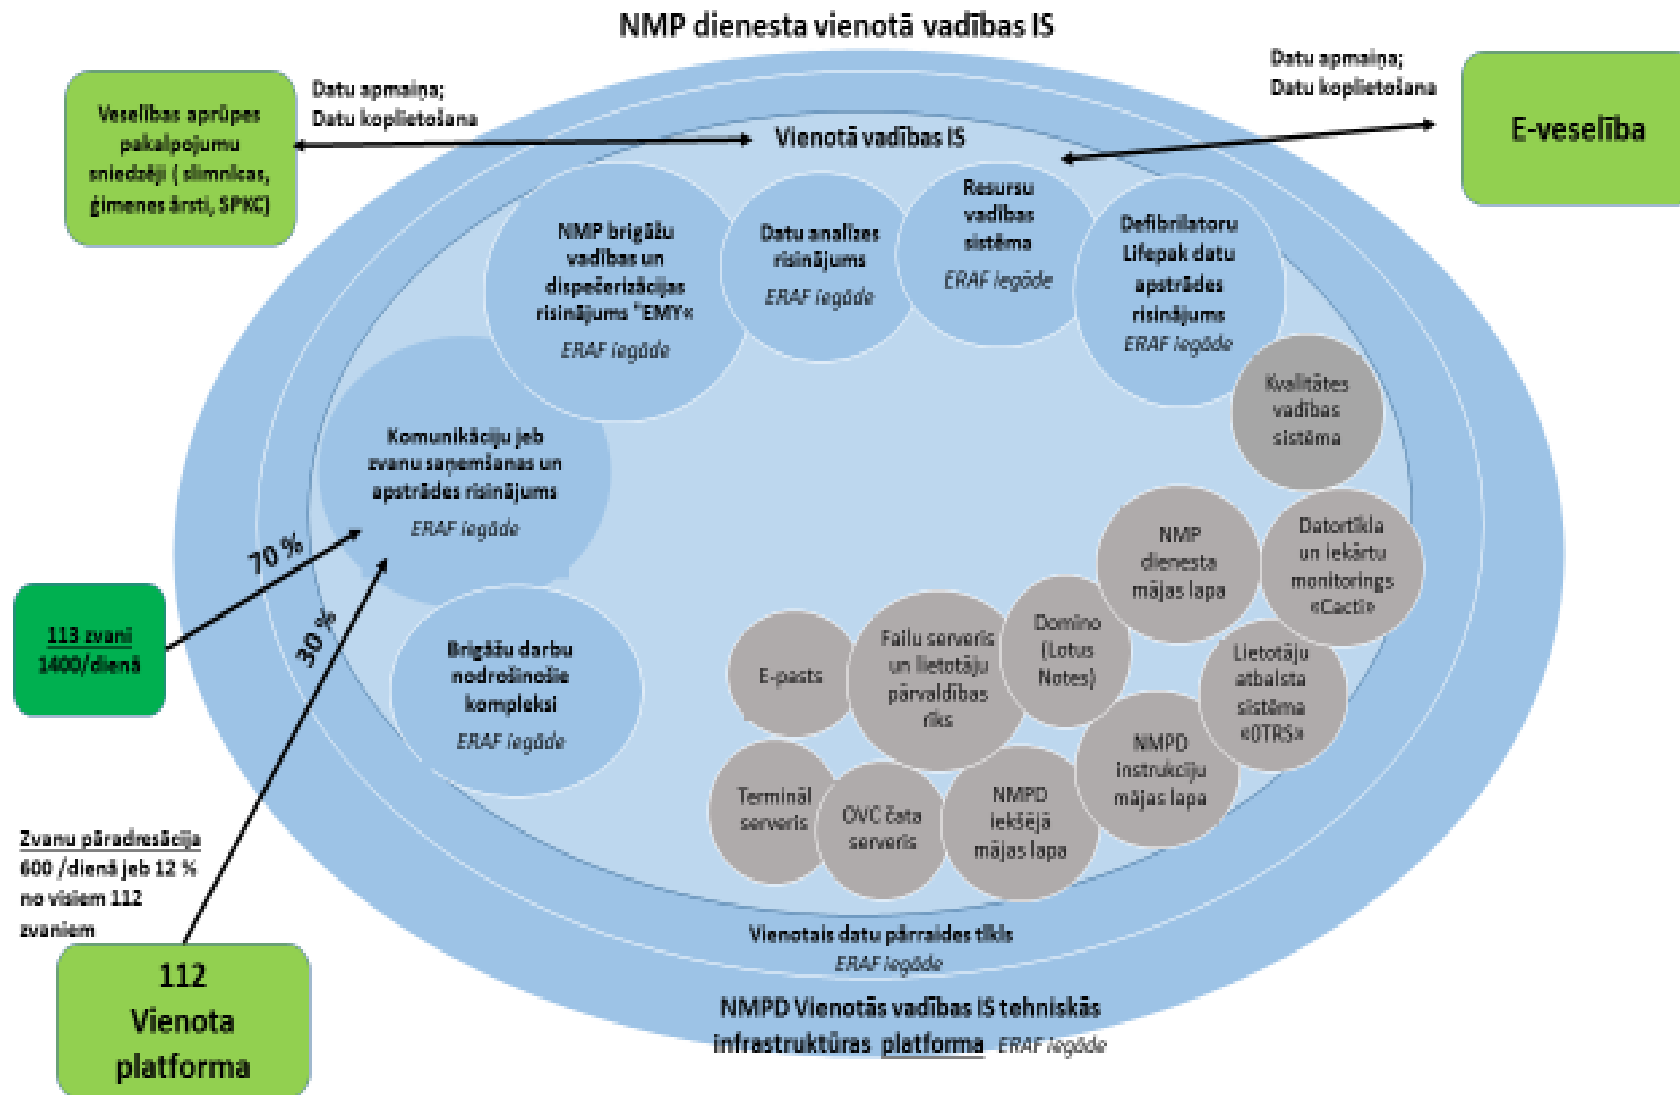 NMP dienesta vienotā vadības IS
Veselības aprūpes
pakalpojumu
sniedzēji ( slimnīcas,
ģimenes ārsti, SPKC)
Datu apmaiņa;
Datu koplietošana
Datu apmaiņa;
Datu koplietošana
E-veselība
Vienotā vadības IS
NMP brigāžu
vadības un
dispečerizācijas
risinājums "EMY«
ERAF iegāde
Datu analīzes
risinājums
ERAF iegāde
Resursu
vadības
sistēma
ERAF iegāde
Defibrilatoru
Lifepak datu
apstrādes
risinājums
ERAF iegāde
Kvalitātes
vadības
sistēma
Komunikāciju jeb
zvanu saņemšanas un
apstrādes risinājums
ERAF iegāde
70 %
30 %
113 zvani
1400/dienā
Brigāžu darbu
nodrošinošie
kompleksi
ERAF iegāde
NMP
dienesta
mājas lapa
Datortīkla
un iekārtu
monitorings
«Cacti»
E-pasts
Failu serveris
un lietotāju
pārvaldības
rīks
Domino
(Lotus
Notes)
Lietotāju
atbalsta
sistēma
«OTRS»
Termināl
serveris
OVC čata
serveris
NMPD
iekšējā
mājas lapa
NMPD
instrukciju
mājas lapa
Zvanu pāradresācija
600 /dienā jeb 12 %
no visiem 112
zvaniem
112
Vienota
platforma
Vienotais datu pārraides tīkls
ERAF iegāde
NMPD Vienotās vadības IS tehniskās
infrastruktūras platforma ERAF iegāde